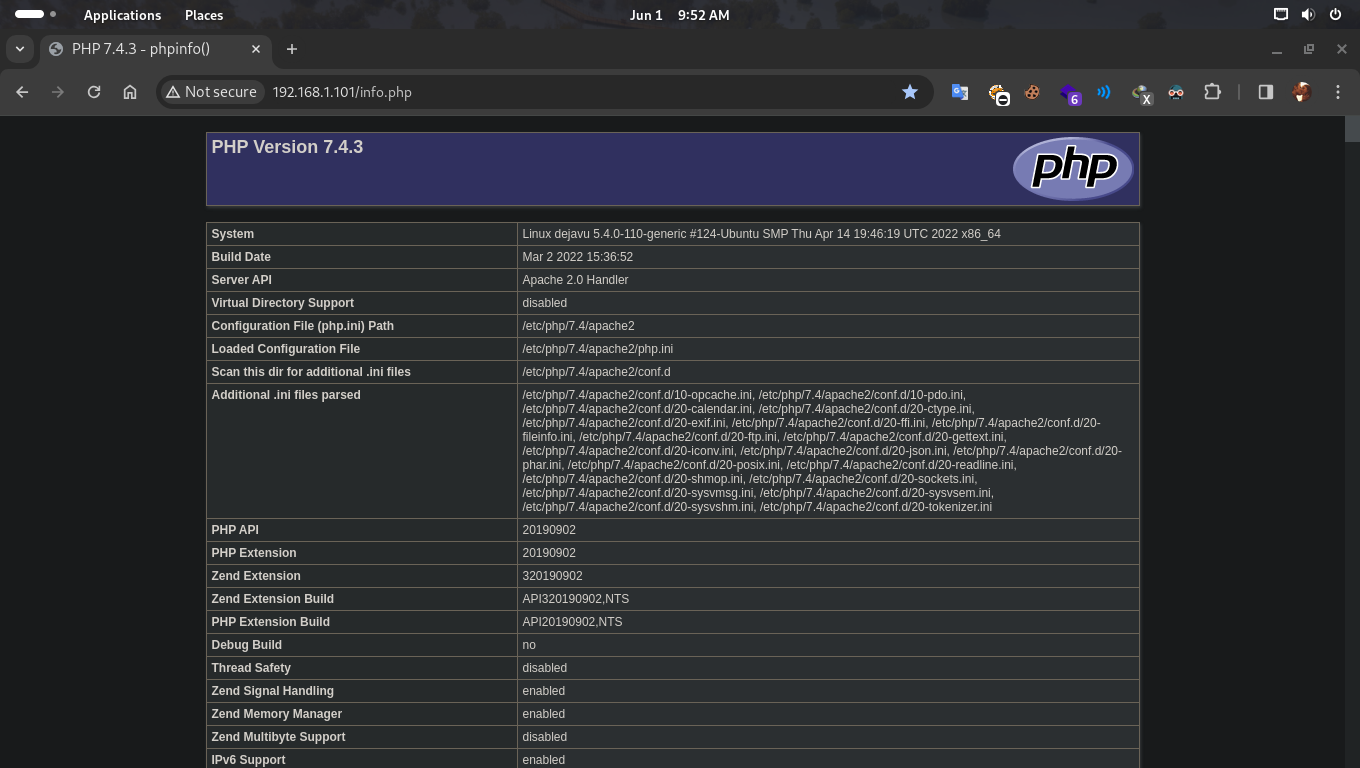 Applications Places Jun 1 9:52 AM
PHP 7.4.3 - phpinfo()
Not secure 192.168.1.101/info.php
6
X
PHP Version 7.4.3
php
System Linux dejavu 5.4.0-110-generic #124-Ubuntu SMP Thu Apr 14 19:46:19 UTC 2022 x86_64
Build Date Mar 2 2022 15:36:52
Server API Apache 2.0 Handler
Virtual Directory Support disabled
Configuration File (php.ini) Path /etc/php/7.4/apache2
Loaded Configuration File /etc/php/7.4/apache2/php.ini
Scan this dir for additional .ini files /etc/php/7.4/apache2/conf.d
Additional .ini files parsed /etc/php/7.4/apache2/conf.d/10-opcache.ini, /etc/php/7.4/apache2/conf.d/10-pdo.ini,
/etc/php/7.4/apache2/conf.d/20-calendar.ini, /etc/php/7.4/apache2/conf.d/20-ctype.ini,
/etc/php/7.4/apache2/conf.d/20-exif.ini, /etc/php/7.4/apache2/conf.d/20-ffi.ini, /etc/php/7.4/apache2/conf.d/20-
fileinfo.ini, /etc/php/7.4/apache2/conf.d/20-ftp.ini, /etc/php/7.4/apache2/conf.d/20-gettext.ini,
/etc/php/7.4/apache2/conf.d/20-iconv.ini, /etc/php/7.4/apache2/conf.d/20-json.ini, /etc/php/7.4/apache2/conf.d/20-
phar.ini, /etc/php/7.4/apache2/conf.d/20-posix.ini, /etc/php/7.4/apache2/conf.d/20-readline.ini,
/etc/php/7.4/apache2/conf.d/20-shmop.ini, /etc/php/7.4/apache2/conf.d/20-sockets.ini,
/etc/php/7.4/apache2/conf.d/20-sysvmsg.ini, /etc/php/7.4/apache2/conf.d/20-sysvsem.ini,
/etc/php/7.4/apache2/conf.d/20-sysvshm.ini, /etc/php/7.4/apache2/conf.d/20-tokenizer.ini
PHP API 20190902
PHP Extension 20190902
Zend Extension 320190902
Zend Extension Build API320190902,NTS
PHP Extension Build API20190902,NTS
Debug Build no
Thread Safety disabled
Zend Signal Handling enabled
Zend Memory Manager enabled
Zend Multibyte Support disabled
IPv6 Support enabled